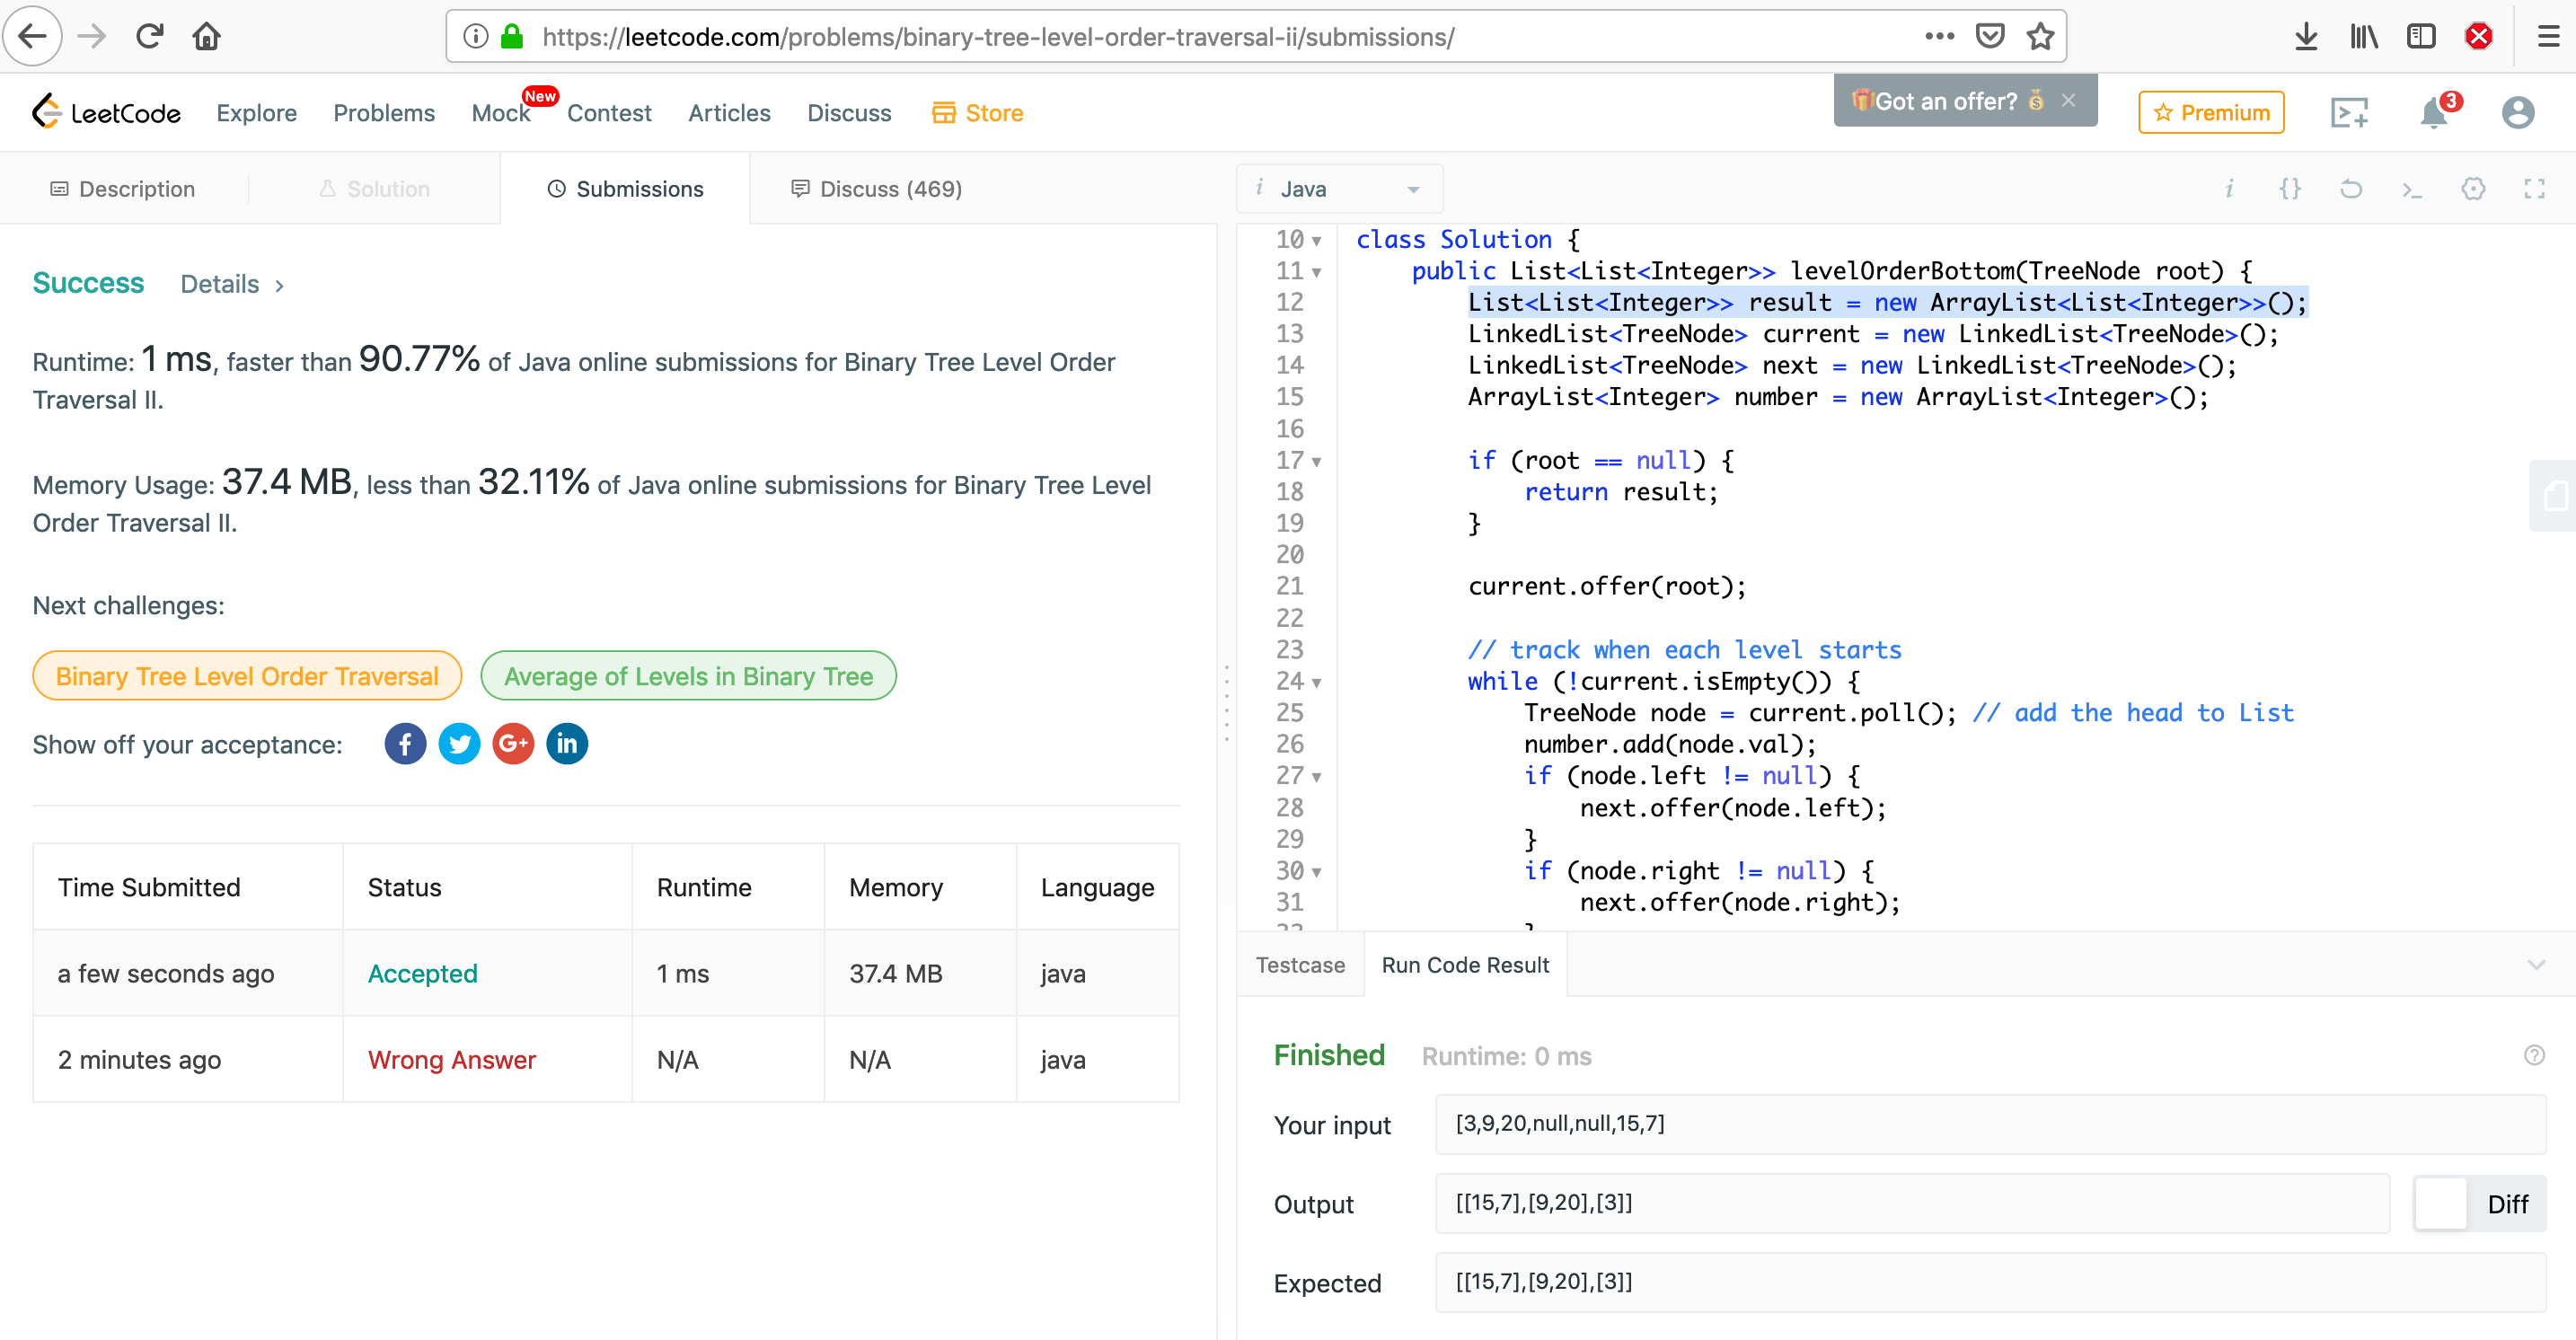 https://leetcode.com/problems/binary-tree-level-order-traversal-ii/submissions/
LeetCode Explore Problems Mock New Contest Articles Discuss Store Got an offer? × Premium 3
Description Solution Submissions Discuss (469)
Success Details >
Runtime: 1 ms, faster than 90.77% of Java online submissions for Binary Tree Level Order
Traversal II.
Memory Usage: 37.4 MB, less than 32.11% of Java online submissions for Binary Tree Level
Order Traversal II.
Next challenges:
Binary Tree Level Order Traversal Average of Levels in Binary Tree
Show off your acceptance: f G+ in
Time Submitted Status Runtime Memory Language
a few seconds ago Accepted 1 ms 37.4 MB java
2 minutes ago Wrong Answer N/A N/A java
i Java i {} >_
10 class Solution {
11 public List<List<Integer>> levelOrderBottom(TreeNode root) {
12 List<List<Integer>> result = new ArrayList<List<Integer>>();
13 LinkedList<TreeNode> current = new LinkedList<TreeNode>();
14 LinkedList<TreeNode> next = new LinkedList<TreeNode>();
15 ArrayList<Integer> number = new ArrayList<Integer>();
16
17 if (root == null) {
18 return result;
19 }
20
21 current.offer(root);
22
23 // track when each level starts
24 while (!current.isEmpty()) {
25 TreeNode node = current.poll(); // add the head to List
26 number.add(node.val);
27 if (node.left != null) {
28 next.offer(node.left);
29 }
30 if (node.right != null) {
31 next.offer(node.right);
Testcase Run Code Result
Finished Runtime: 0 ms
Your input [3,9,20,null,null,15,7]
Output [[15,7],[9,20],[3]] Diff
Expected [[15,7],[9,20],[3]]